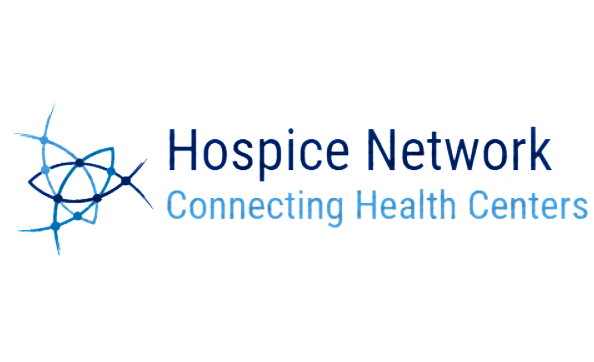 Hospice Network
Connecting Health Centers